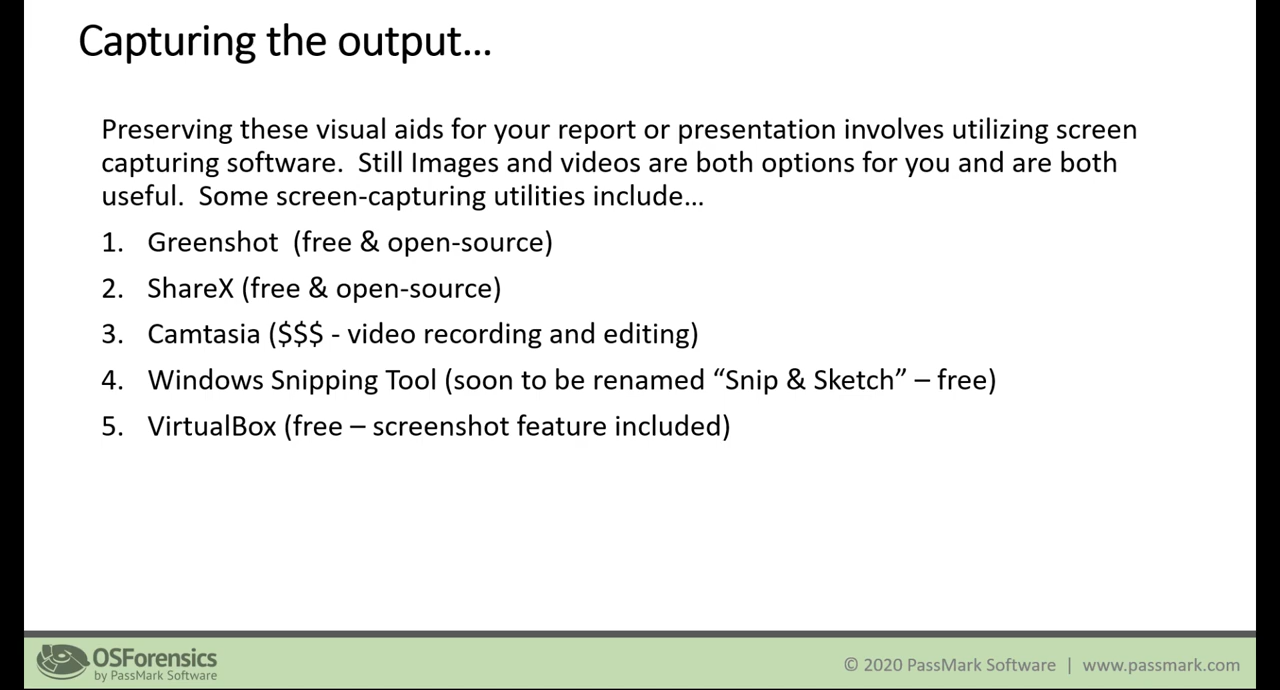 Capturing the output...
Preserving these visual aids for your report or presentation involves utilizing screen
capturing software.  Still Images and videos are both options for you and are both
useful.  Some screen-capturing utilities include...
1. Greenshot  (free & open-source)
2. ShareX (free & open-source)
3. Camtasia ($$$ - video recording and editing)
4. Windows Snipping Tool (soon to be renamed “Snip & Sketch” – free)
5. VirtualBox (free – screenshot feature included)
OSForensics
by PassMark Software
© 2020 PassMark Software | www.passmark.com